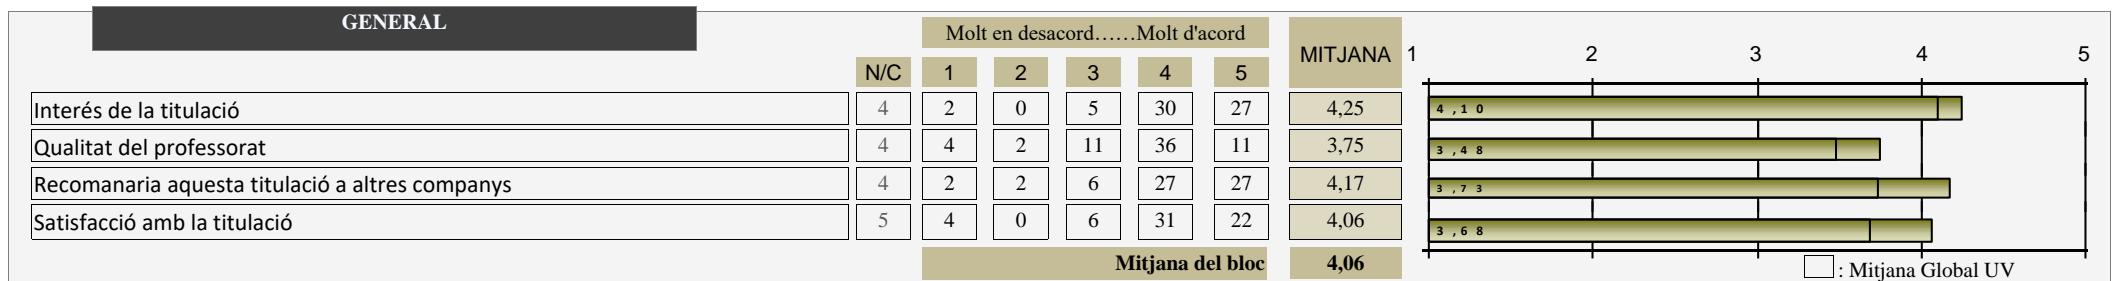 GENERAL
Molt en desacord……Molt d'acord
MITJANA
1 2 3 4 5
N/C 1 2 3 4 5
Interés de la titulació 4 2 0 5 30 27 4,25 4,10
Qualitat del professorat 4 4 2 11 36 11 3,75 3,48
Recomanaria aquesta titulació a altres companys 4 2 2 6 27 27 4,17 3,73
Satisfacció amb la titulació 5 4 0 6 31 22 4,06 3,68
Mitjana del bloc 4,06
: Mitjana Global UV